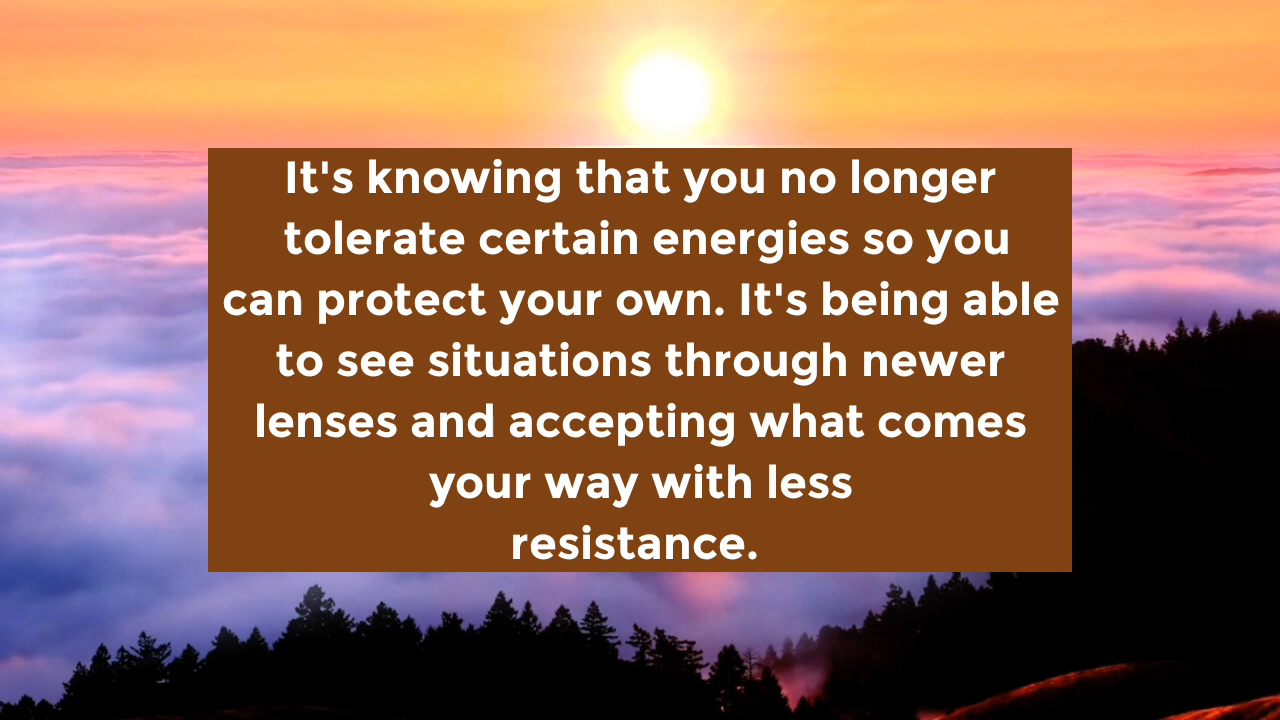 It's knowing that you no longer
tolerate certain energies so you
can protect your own. It's being able
to see situations through newer
lenses and accepting what comes
your way with less
resistance.